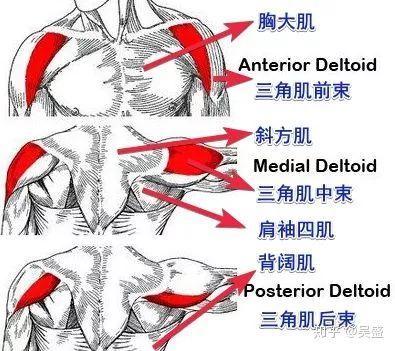 胸大肌
Anterior Deltoid
三角肌前束
斜方肌
Medial Deltoid
三角肌中束
肩袖四肌
背阔肌
Posterior Deltoid
三角肌后束
知乎 @吴盛